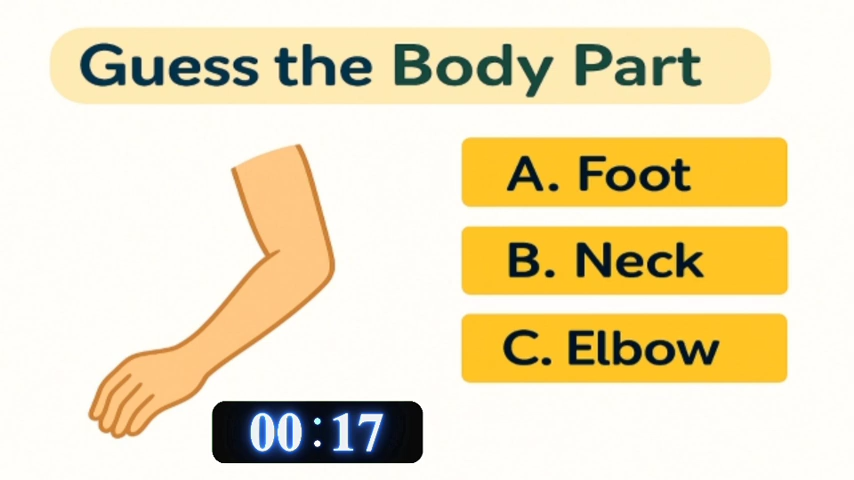 Guess the Body Part
A. Foot
B. Neck
C. Elbow
00:17